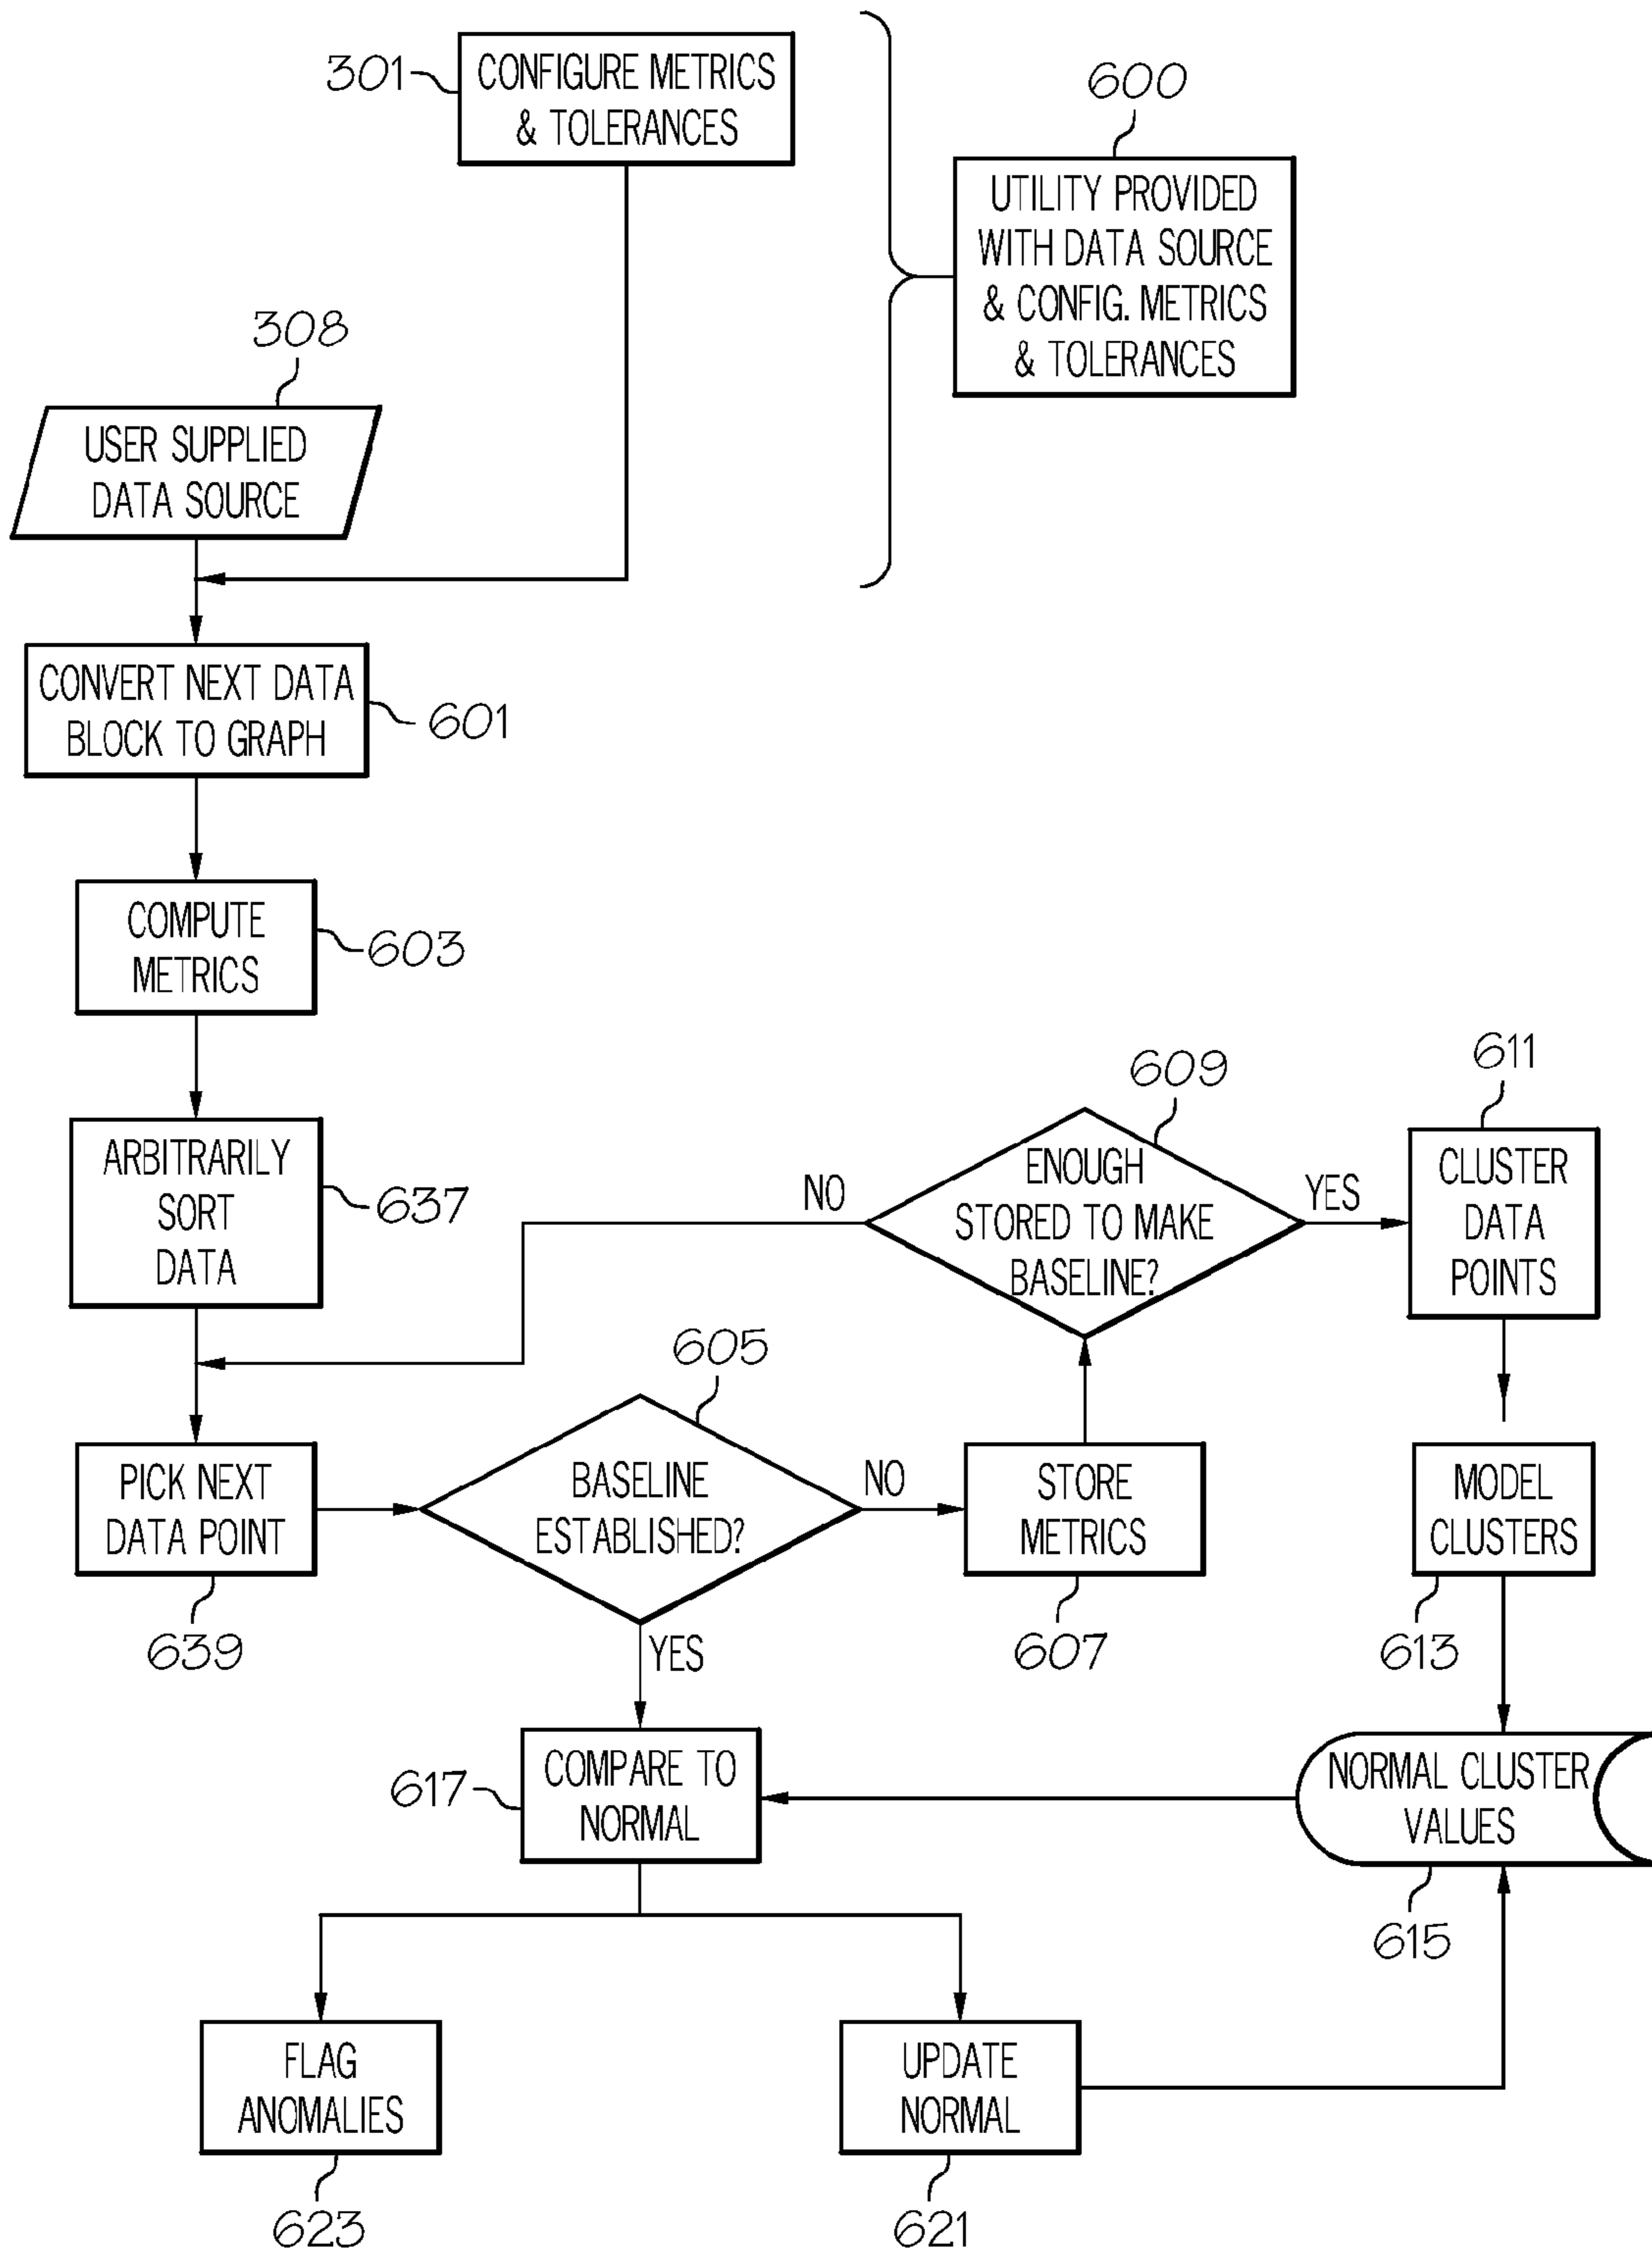 301
CONFIGURE METRICS
& TOLERANCES
600
UTILITY PROVIDED
WITH DATA SOURCE
& CONFIG. METRICS
& TOLERANCES
308
USER SUPPLIED
DATA SOURCE
CONVERT NEXT DATA
BLOCK TO GRAPH
601
COMPUTE
METRICS
603
ARBITRARILY
SORT
DATA
637
609
ENOUGH
STORED TO MAKE
BASELINE?
NO
YES
611
CLUSTER
DATA
POINTS
605
PICK NEXT
DATA POINT
639
BASELINE
ESTABLISHED?
NO
YES
STORE
METRICS
607
MODEL
CLUSTERS
613
617
COMPARE TO
NORMAL
NORMAL CLUSTER
VALUES
615
FLAG
ANOMALIES
623
UPDATE
NORMAL
621